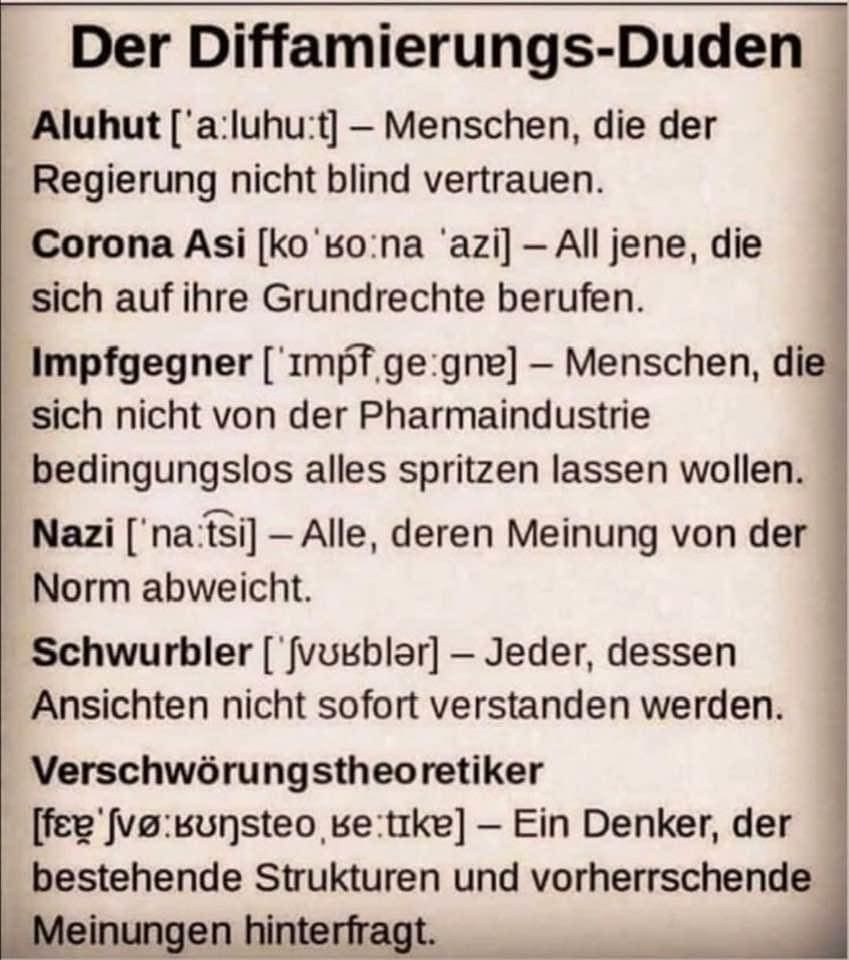 Der Diffamierungs-Duden
Aluhut [ˈaːluhuːt] – Menschen, die der
Regierung nicht blind vertrauen.
Corona Asi [koˈʁoːna ˈazi] – All jene, die
sich auf ihre Grundrechte berufen.
Impfgegner [ˈɪmp͡fˌɡeːɡnɐ] – Menschen, die
sich nicht von der Pharmaindustrie
bedingungslos alles spritzen lassen wollen.
Nazi [ˈnaːt͡si] – Alle, deren Meinung von der
Norm abweicht.
Schwurbler [ˈʃvʊʁblər] – Jeder, dessen
Ansichten nicht sofort verstanden werden.
Verschwörungstheoretiker
[fɛɐ̯ˈʃvøːʁʊŋsteoˌʁeːtɪkɐ] – Ein Denker, der
bestehende Strukturen und vorherrschende
Meinungen hinterfragt.